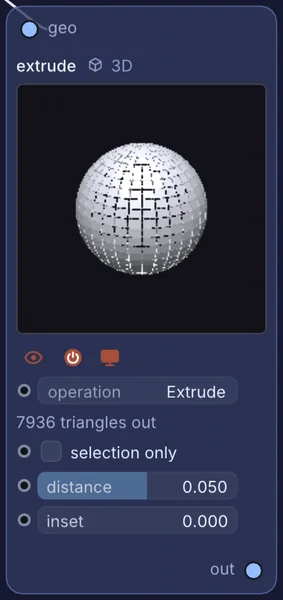 geo
extrude 3D
operation Extrude
7936 triangles out
selection only
distance 0.050
inset 0.000
out